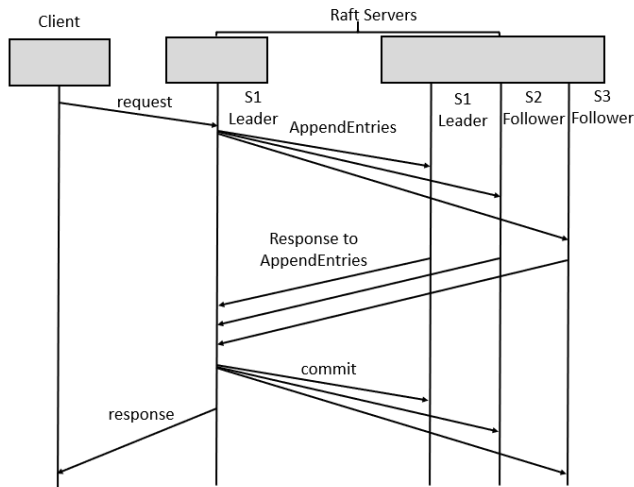 Raft Servers
Client
S1
Leader
S1
Leader
S2
Follower
S3
Follower
request
AppendEntries
Response to
AppendEntries
commit
response